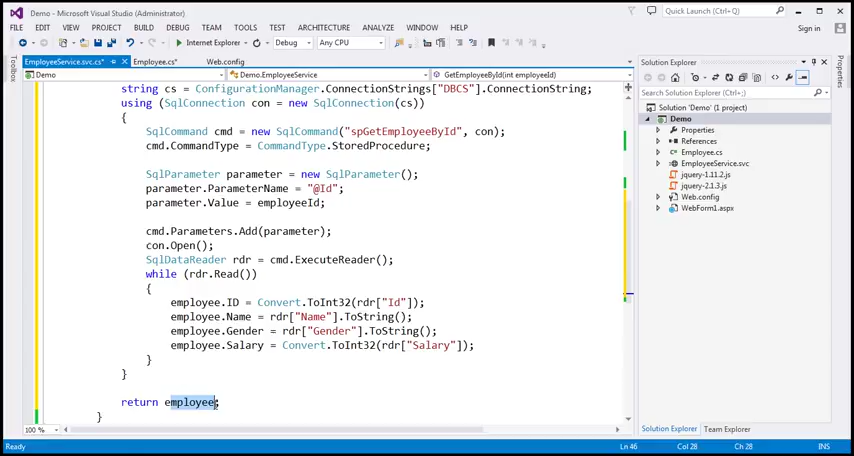 Demo - Microsoft Visual Studio (Administrator)
Quick Launch (Ctrl+Q)
FILE EDIT VIEW PROJECT BUILD DEBUG TEAM TOOLS TEST ARCHITECTURE ANALYZE WINDOW HELP
Sign in
Internet Explorer Debug Any CPU
EmployeeService.svc.cs* Employee.cs* Web.config
Toolbox
Demo Demo.EmployeeService GetEmployeeById(int employeeId)
string cs = ConfigurationManager.ConnectionStrings["DBCS"].ConnectionString;
using (SqlConnection con = new SqlConnection(cs))
{
SqlCommand cmd = new SqlCommand("spGetEmployeeById", con);
cmd.CommandType = CommandType.StoredProcedure;
SqlParameter parameter = new SqlParameter();
parameter.ParameterName = "@Id";
parameter.Value = employeeId;
cmd.Parameters.Add(parameter);
con.Open();
SqlDataReader rdr = cmd.ExecuteReader();
while (rdr.Read())
{
employee.ID = Convert.ToInt32(rdr["Id"]);
employee.Name = rdr["Name"].ToString();
employee.Gender = rdr["Gender"].ToString();
employee.Salary = Convert.ToInt32(rdr["Salary"]);
}
}
return employee;
}
100 %
Solution Explorer
Search Solution Explorer (Ctrl+;)
Solution 'Demo' (1 project)
Demo
Properties
References
Employee.cs
EmployeeService.svc
jquery-1.11.2.js
jquery-2.1.3.js
Web.config
WebForm1.aspx
Solution Explorer Team Explorer
Properties
Ready Ln 46 Col 28 Ch 28 INS